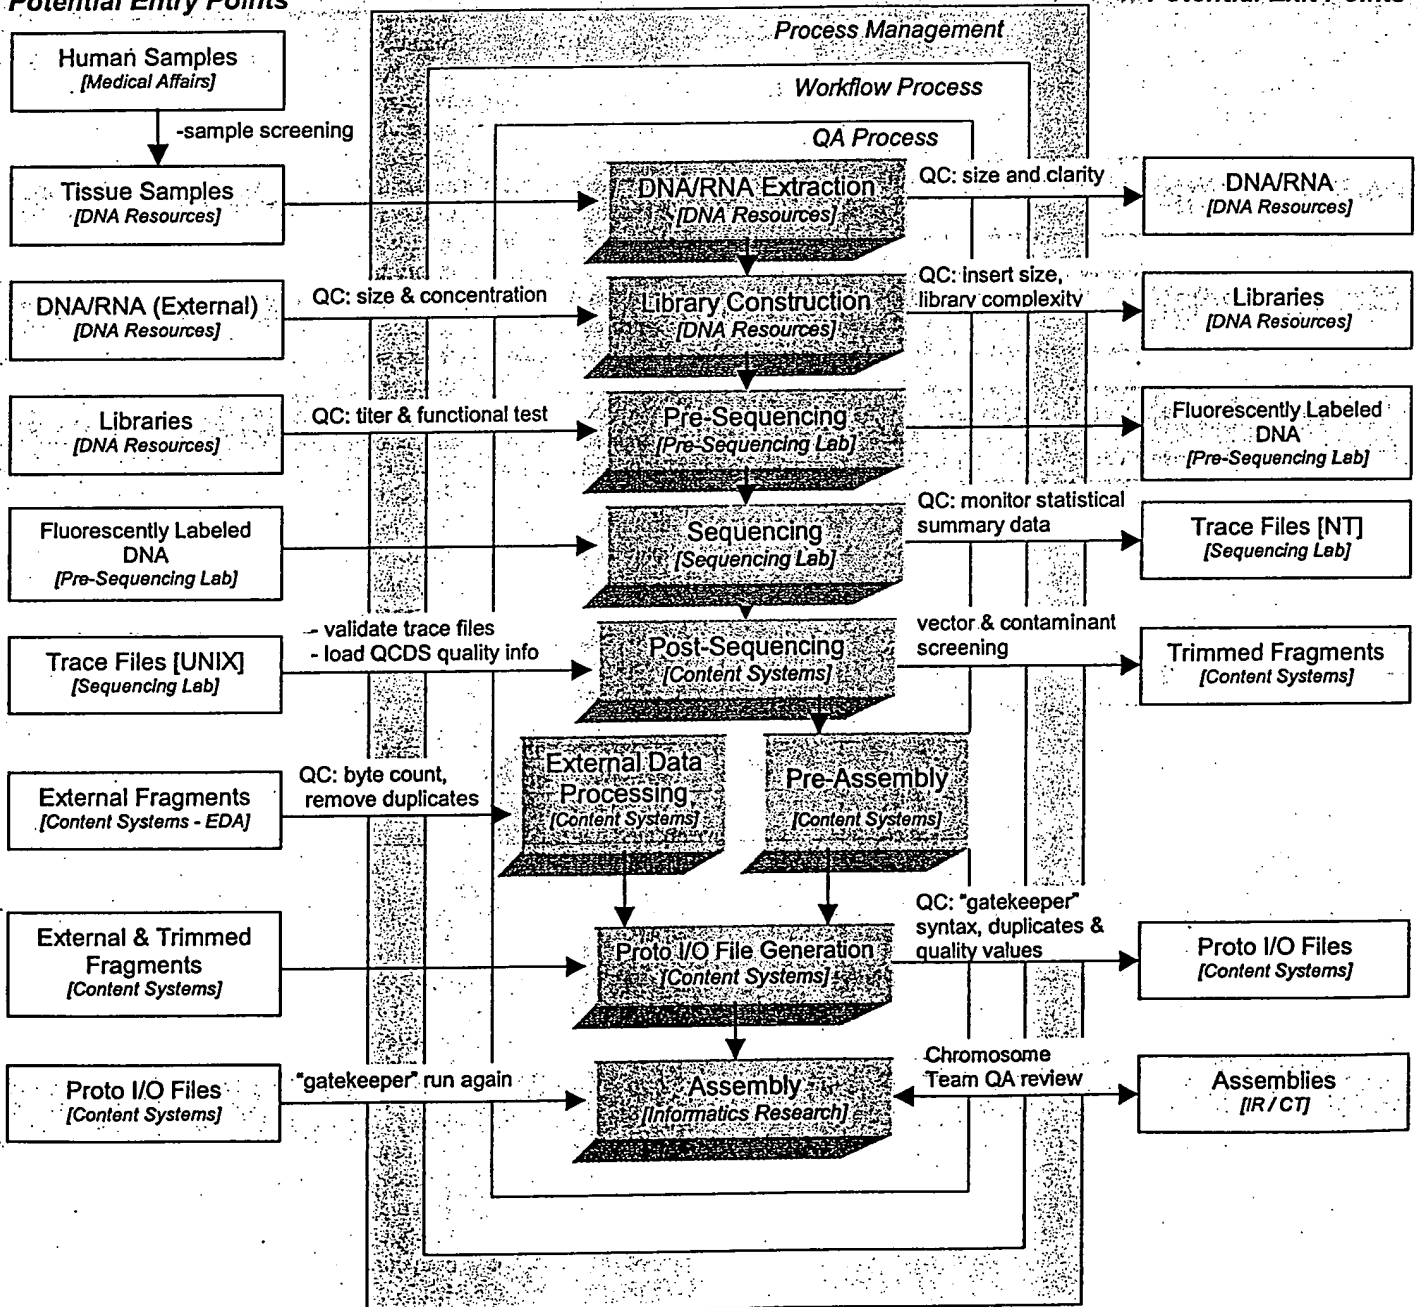 Potential Entry Points
Potential Exit Points
Process Management
Workflow Process
QA Process
Human Samples
[Medical Affairs]
-sample screening
Tissue Samples
[DNA Resources]
DNA/RNA Extraction
[DNA Resources]
QC: size and clarity
DNA/RNA
[DNA Resources]
DNA/RNA (External)
[DNA Resources]
QC: size & concentration
Library Construction
[DNA Resources]
QC: insert size,
library complexity
Libraries
[DNA Resources]
Libraries
[DNA Resources]
QC: titer & functional test
Pre-Sequencing
[Pre-Sequencing Lab]
Fluorescently Labeled
DNA
[Pre-Sequencing Lab]
Fluorescently Labeled
DNA
[Pre-Sequencing Lab]
Sequencing
[Sequencing Lab]
QC: monitor statistical
summary data
Trace Files [NT]
[Sequencing Lab]
Trace Files [UNIX]
[Sequencing Lab]
- validate trace files
- load QCDS quality info
Post-Sequencing
[Content Systems]
vector & contaminant
screening
Trimmed Fragments
[Content Systems]
External Fragments
[Content Systems - EDA]
QC: byte count,
remove duplicates
External Data
Processing
[Content Systems]
Pre-Assembly
[Content Systems]
External & Trimmed
Fragments
[Content Systems]
Proto I/O File Generation
[Content Systems]
QC: "gatekeeper"
syntax, duplicates &
quality values
Proto I/O Files
[Content Systems]
Proto I/O Files
[Content Systems]
"gatekeeper" run again
Assembly
[Informatics Research]
Chromosome
Team QA review
Assemblies
[IR / CT]